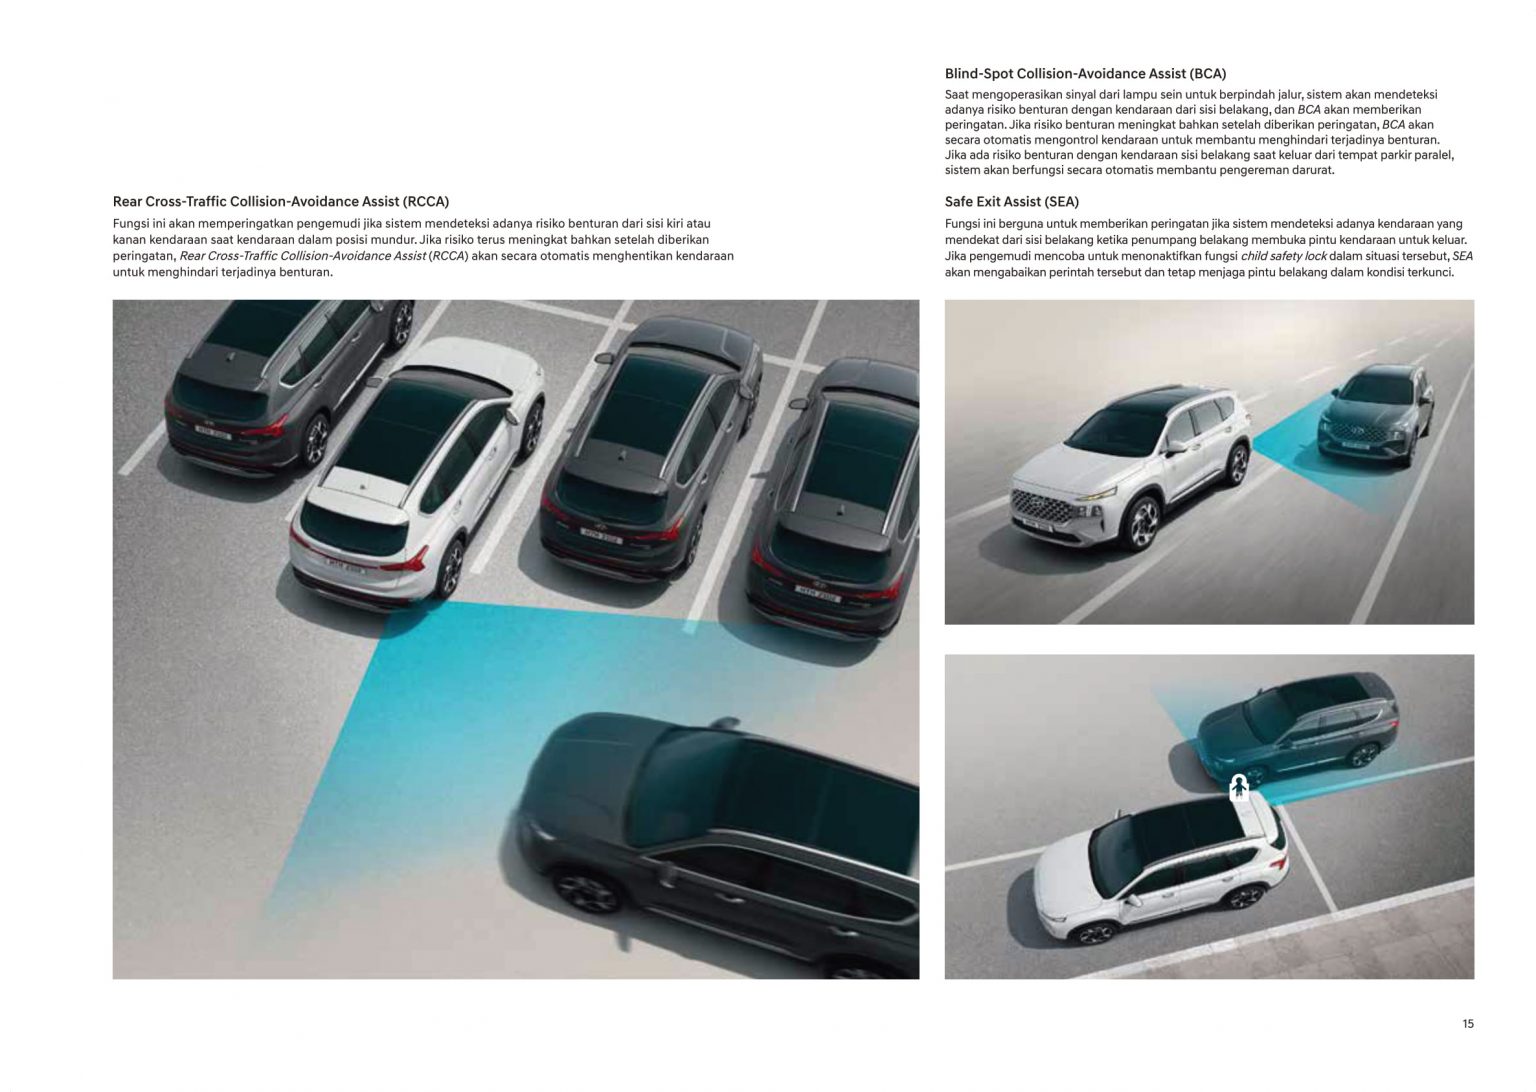 Rear Cross-Traffic Collision-Avoidance Assist (RCCA)
Fungsi ini akan memperingatkan pengemudi jika sistem mendeteksi adanya risiko benturan dari sisi kiri atau
kanan kendaraan saat kendaraan dalam posisi mundur. Jika risiko terus meningkat bahkan setelah diberikan
peringatan, Rear Cross-Traffic Collision-Avoidance Assist (RCCA) akan secara otomatis menghentikan kendaraan
untuk menghindari terjadinya benturan.
Blind-Spot Collision-Avoidance Assist (BCA)
Saat mengoperasikan sinyal dari lampu sein untuk berpindah jalur, sistem akan mendeteksi
adanya risiko benturan dengan kendaraan dari sisi belakang, dan BCA akan memberikan
peringatan. Jika risiko benturan meningkat bahkan setelah diberikan peringatan, BCA akan
secara otomatis mengontrol kendaraan untuk membantu menghindari terjadinya benturan.
Jika ada risiko benturan dengan kendaraan sisi belakang saat keluar dari tempat parkir paralel,
sistem akan berfungsi secara otomatis membantu pengereman darurat.
Safe Exit Assist (SEA)
Fungsi ini berguna untuk memberikan peringatan jika sistem mendeteksi adanya kendaraan yang
mendekat dari sisi belakang ketika penumpang belakang membuka pintu kendaraan untuk keluar.
Jika pengemudi mencoba untuk menonaktifkan fungsi child safety lock dalam situasi tersebut, SEA
akan mengabaikan perintah tersebut dan tetap menjaga pintu belakang dalam kondisi terkunci.
15